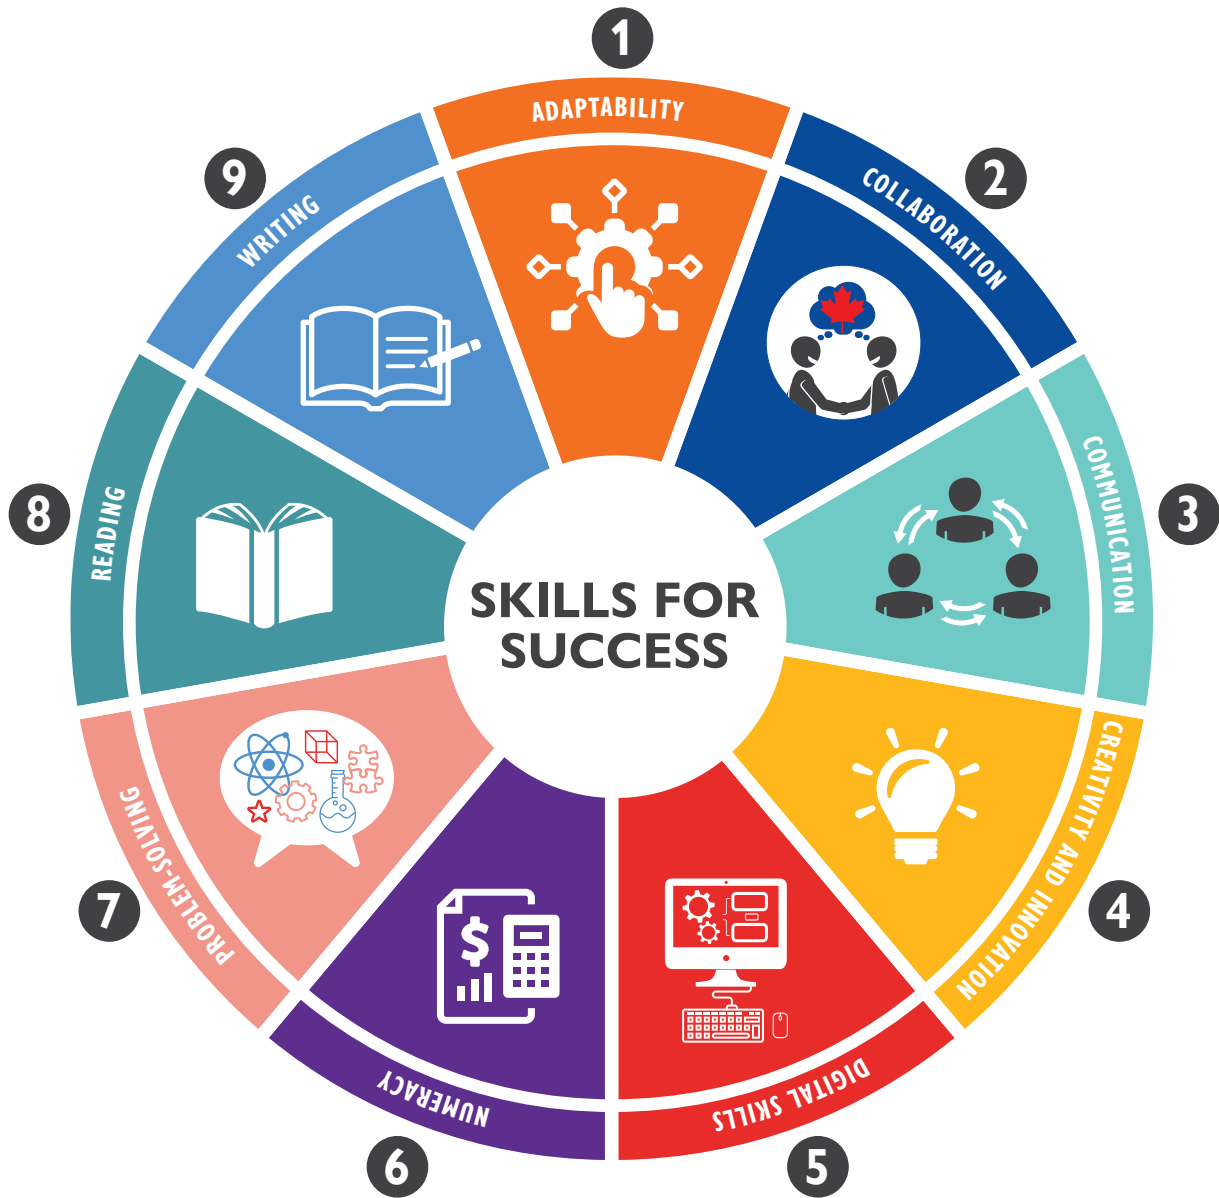 1
ADAPTABILITY
2
COLLABORATION
3
COMMUNICATION
4
CREATIVITY AND INNOVATION
5
DIGITAL SKILLS
6
NUMERACY
$
7
PROBLEM-SOLVING
8
READING
9
WRITING
SKILLS FOR
SUCCESS